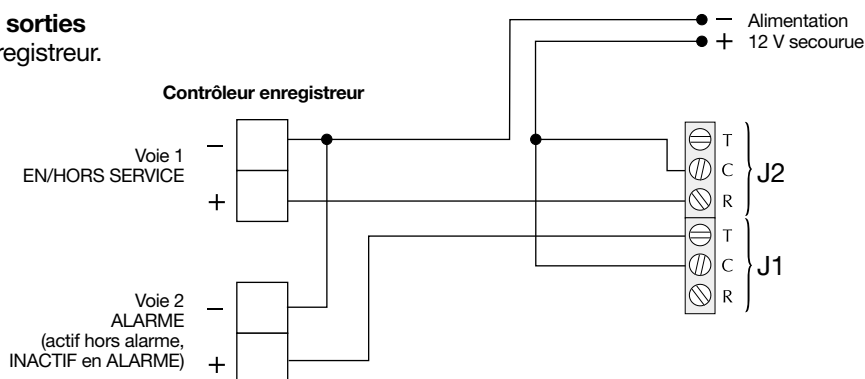 sorties
registreur.
− Alimentation
+ 12 V secourue
Contrôleur enregistreur
Voie 1
EN/HORS SERVICE
−
+
T
C
R
J2
T
C
R
J1
Voie 2
ALARME
(actif hors alarme,
INACTIF en ALARME)
−
+